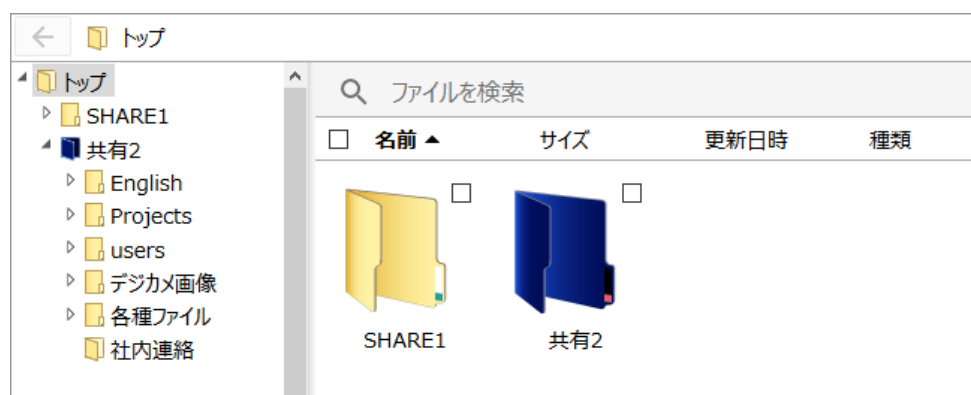 トップ
トップ
SHARE1
共有2
English
Projects
users
デジカメ画像
各種ファイル
社内連絡
ファイルを検索
名前 サイズ 更新日時 種類
SHARE1 共有2